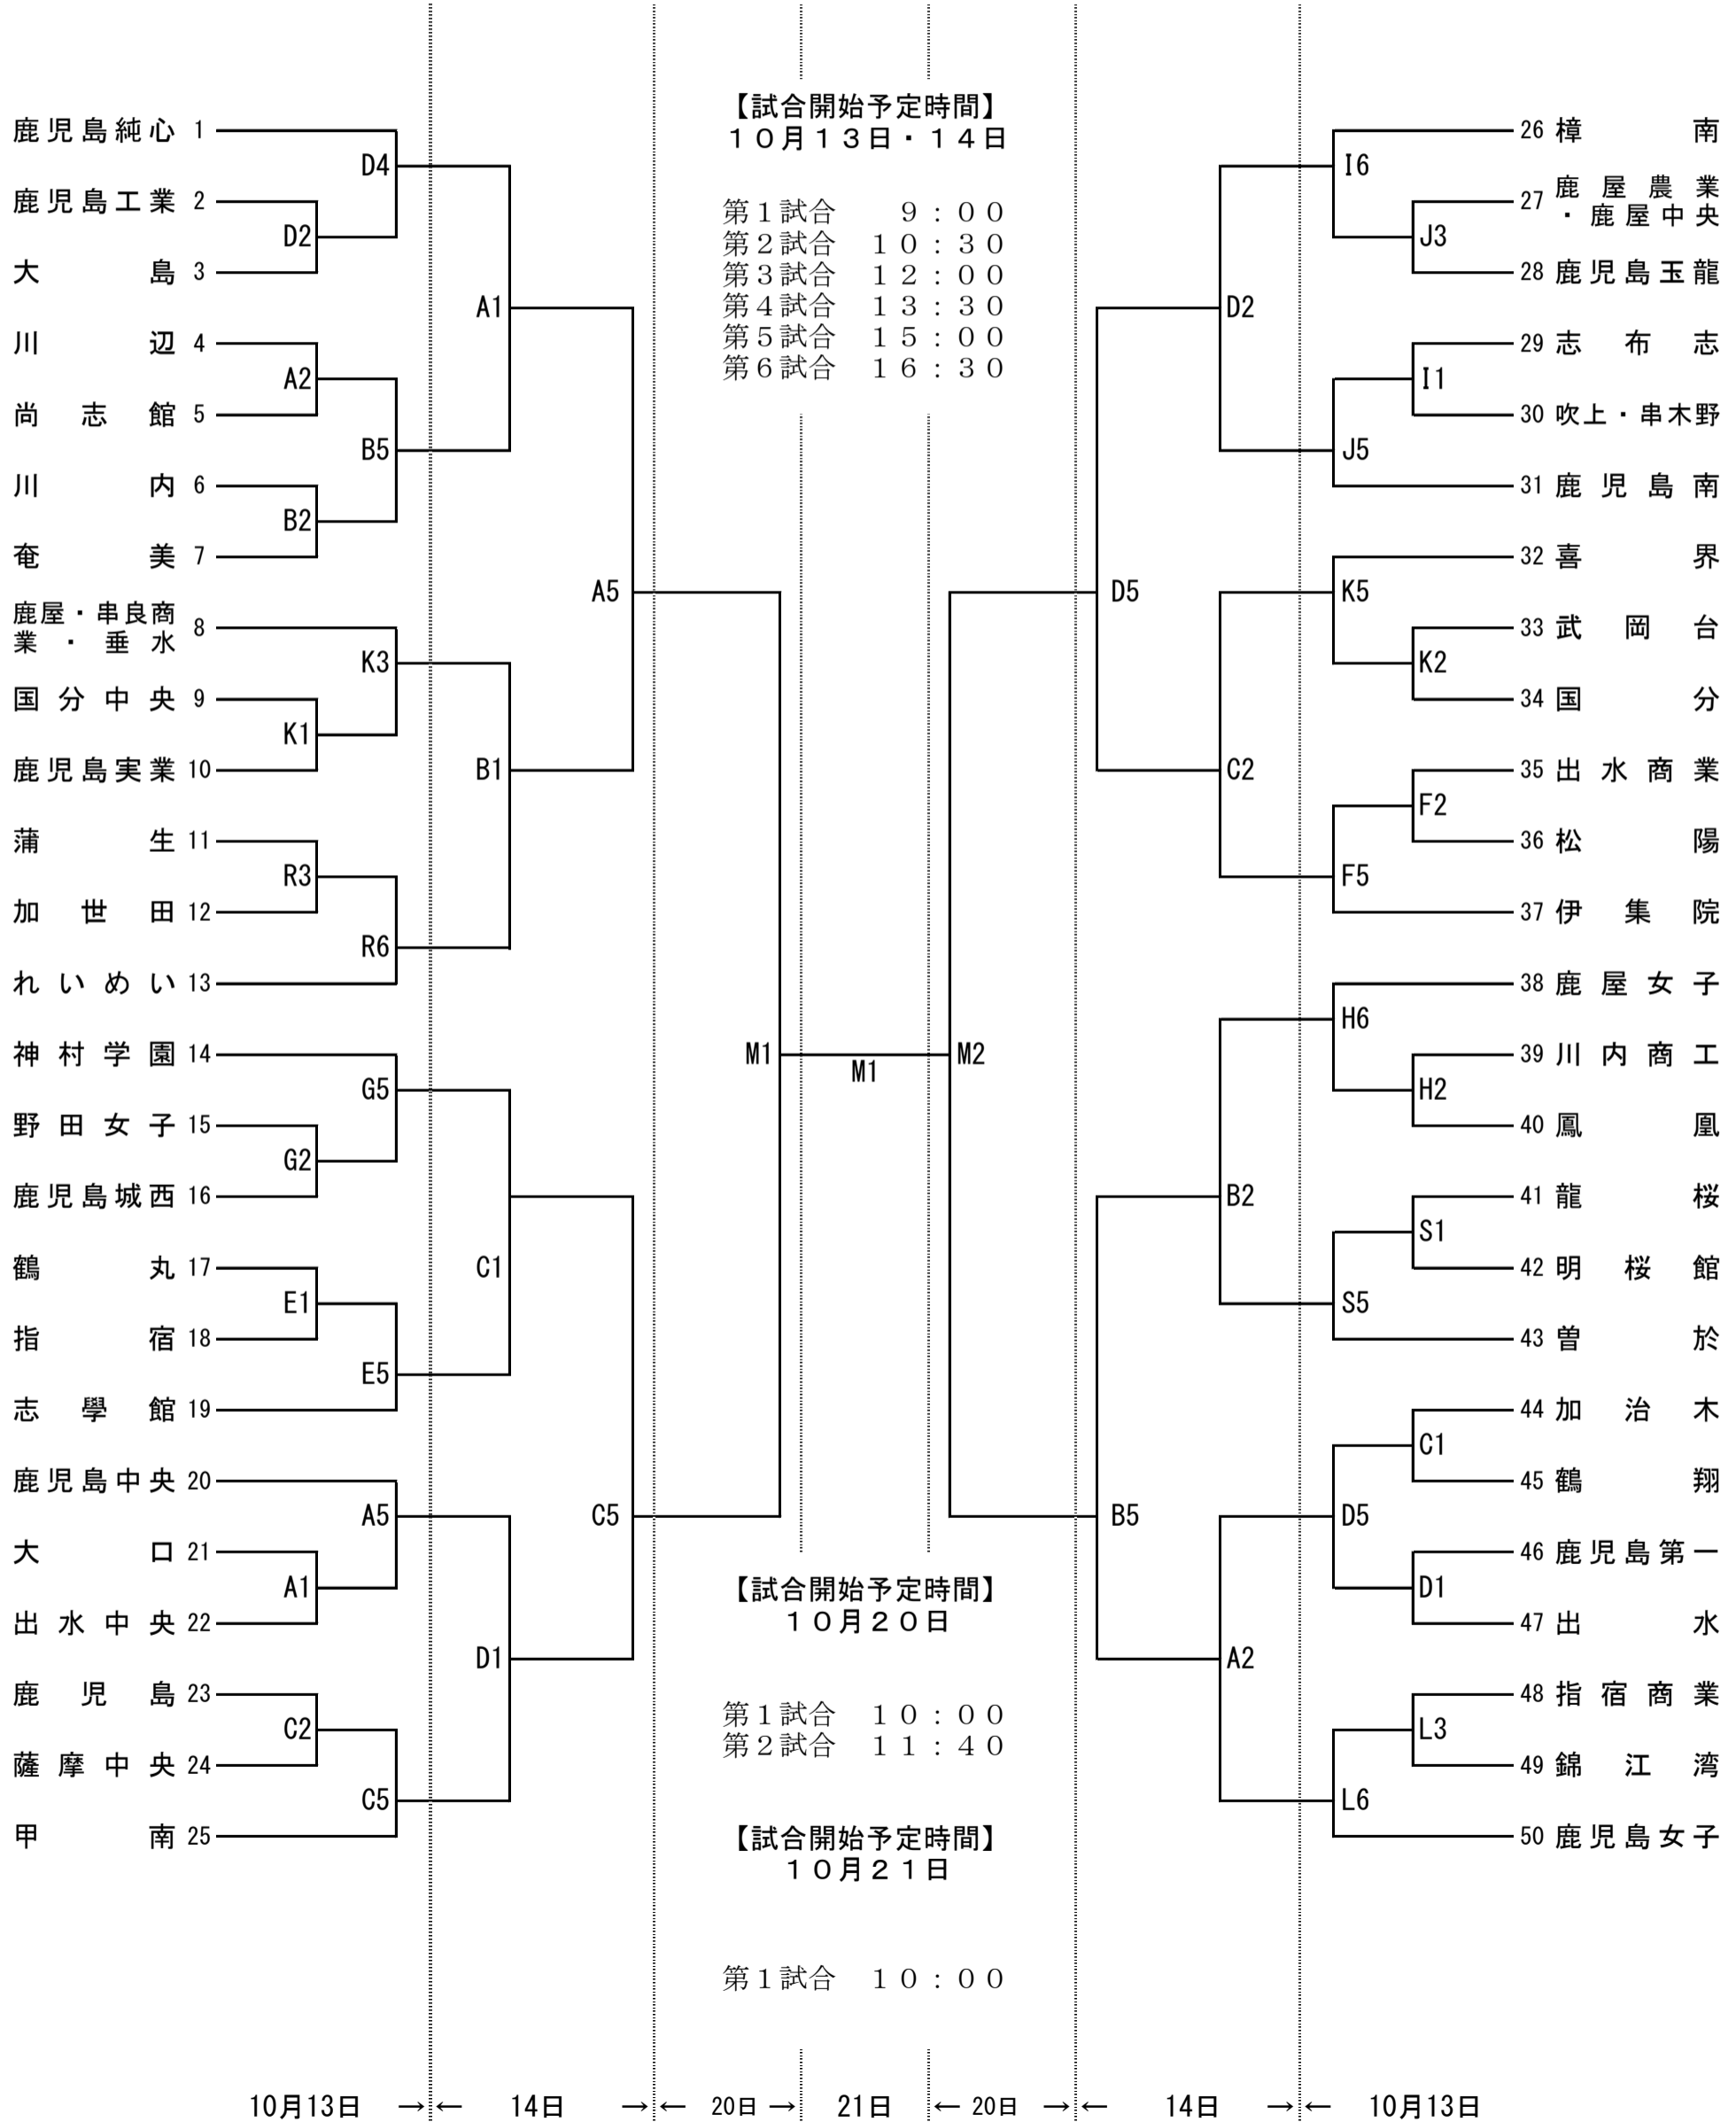 鹿児島純心 1
D4
鹿児島工業 2
D2
大島 3
A1
川辺 4
A2
尚志館 5
B5
川内 6
B2
奄美 7
A5
鹿屋・串良商
業・垂水 8
K3
国分中央 9
K1
鹿児島実業 10
B1
蒲生 11
R3
加世田 12
R6
れいめい 13
M1
神村学園 14
G5
野田女子 15
G2
鹿児島城西 16
C1
鶴丸 17
E1
指宿 18
E5
志學館 19
C5
鹿児島中央 20
A5
大口 21
A1
出水中央 22
D1
鹿児島 23
C2
薩摩中央 24
C5
甲南 25
【試合開始予定時間】
10月13日・14日
第1試合 9:00
第2試合 10:30
第3試合 12:00
第4試合 13:30
第5試合 15:00
第6試合 16:30
M1
【試合開始予定時間】
10月20日
第1試合 10:00
第2試合 11:40
【試合開始予定時間】
10月21日
第1試合 10:00
26 樟南
I6
27 鹿屋農業
・鹿屋中央
J3
28 鹿児島玉龍
D2
29 志布志
I1
30 吹上・串木野
J5
31 鹿児島南
D5
32 喜界
K5
33 武岡台
K2
34 国分
C2
35 出水商業
F2
36 松陽
F5
37 伊集院
M2
38 鹿屋女子
H6
39 川内商工
H2
40 鳳凰
B2
41 龍桜
S1
42 明桜館
S5
43 曽於
B5
44 加治木
C1
45 鶴翔
D5
46 鹿児島第一
D1
47 出水
A2
48 指宿商業
L3
49 錦江湾
L6
50 鹿児島女子
10月13日 →← 14日 →← 20日 → 21日 ← 20日 →← 14日 →← 10月13日